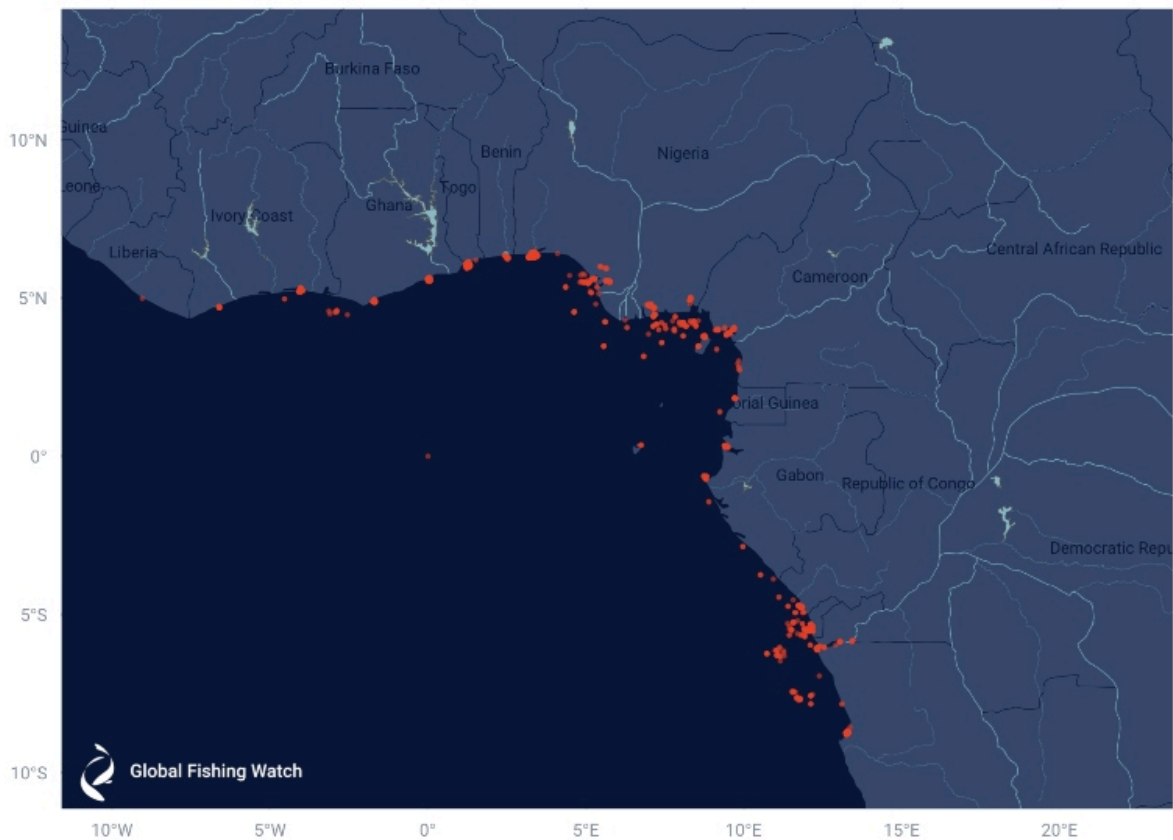 Burkina Faso
10°N
Guinea
Benin
Nigeria
Leone
Togo
Ivory Coast
Ghana
Liberia
Central African Republic
Cameroon
5°N
orial Guinea
0°
Gabon
Republic of Congo
Democratic Repu
5°S
Global Fishing Watch
10°S
10°W
5°W
0°
5°E
10°E
15°E
20°E